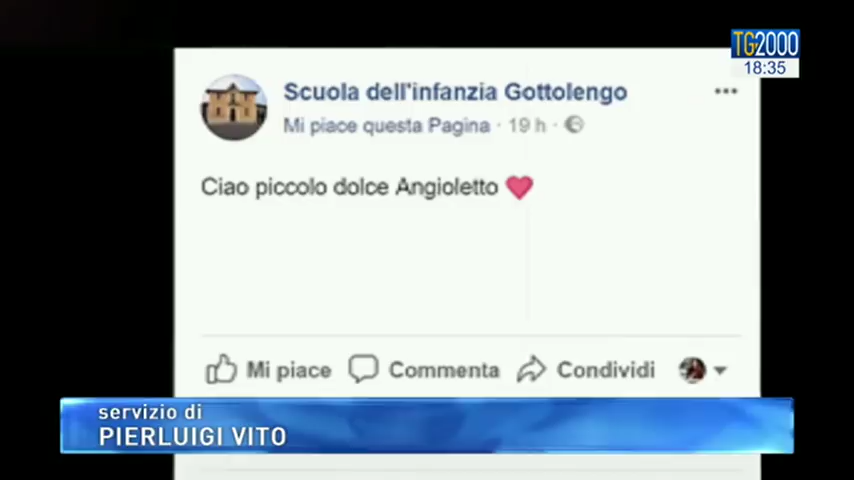 TG2000
18:35
Scuola dell'infanzia Gottolengo
Mi piace questa Pagina · 19 h ·
Ciao piccolo dolce Angioletto ❤
Mi piace Commenta Condividi
servizio di
PIERLUIGI VITO